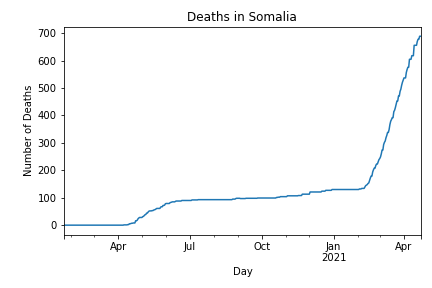 Deaths in Somalia
Number of Deaths
700
600
500
400
300
200
100
0
Apr
Jul
Oct
Jan
2021
Apr
Day